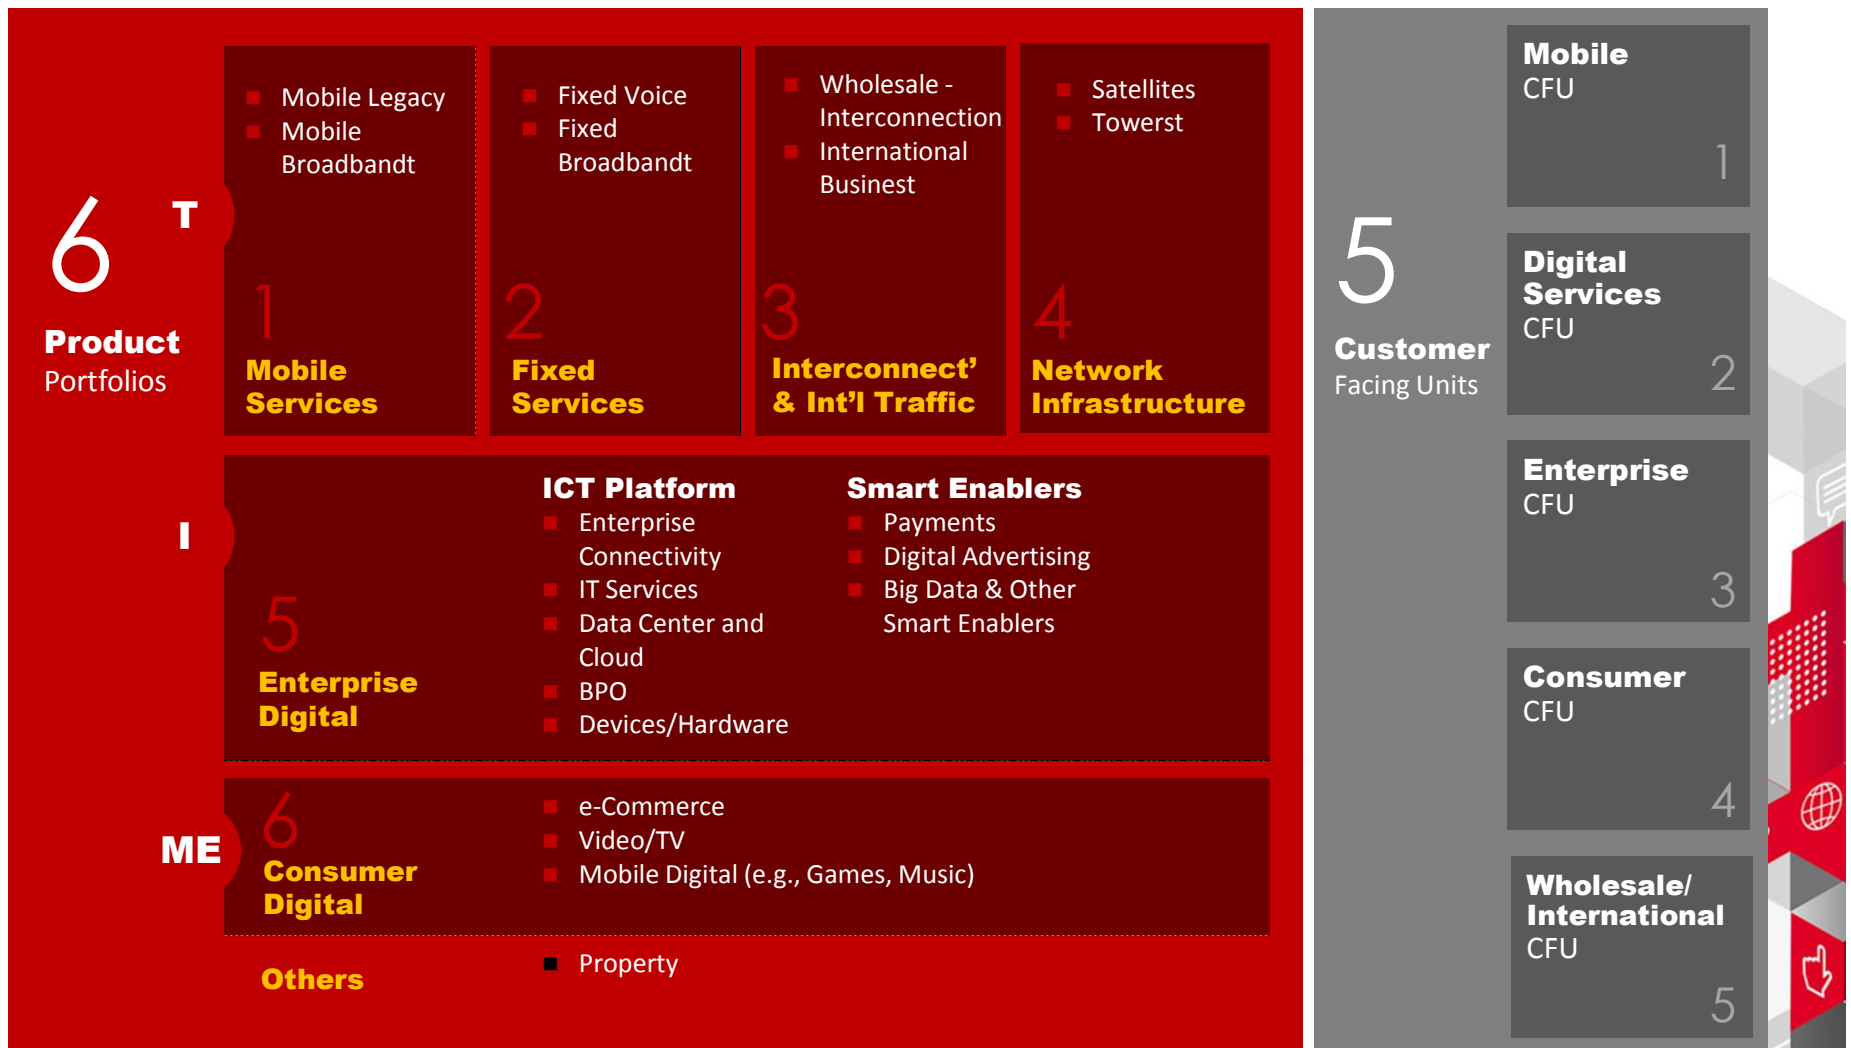 6
Product
Portfolios
T
Mobile Legacy
Mobile
Broadbandt
1
Mobile
Services
Fixed Voice
Fixed
Broadbandt
2
Fixed
Services
Wholesale -
Interconnection
International
Businest
3
Interconnect’
& Int’l Traffic
Satellites
Towerst
4
Network
Infrastructure
I
5
Enterprise
Digital
ICT Platform
Enterprise
Connectivity
IT Services
Data Center and
Cloud
BPO
Devices/Hardware
Smart Enablers
Payments
Digital Advertising
Big Data & Other
Smart Enablers
ME
6
Consumer
Digital
e-Commerce
Video/TV
Mobile Digital (e.g., Games, Music)
Others
Property
5
Customer
Facing Units
Mobile
CFU
1
Digital
Services
CFU
2
Enterprise
CFU
3
Consumer
CFU
4
Wholesale/
International
CFU
5